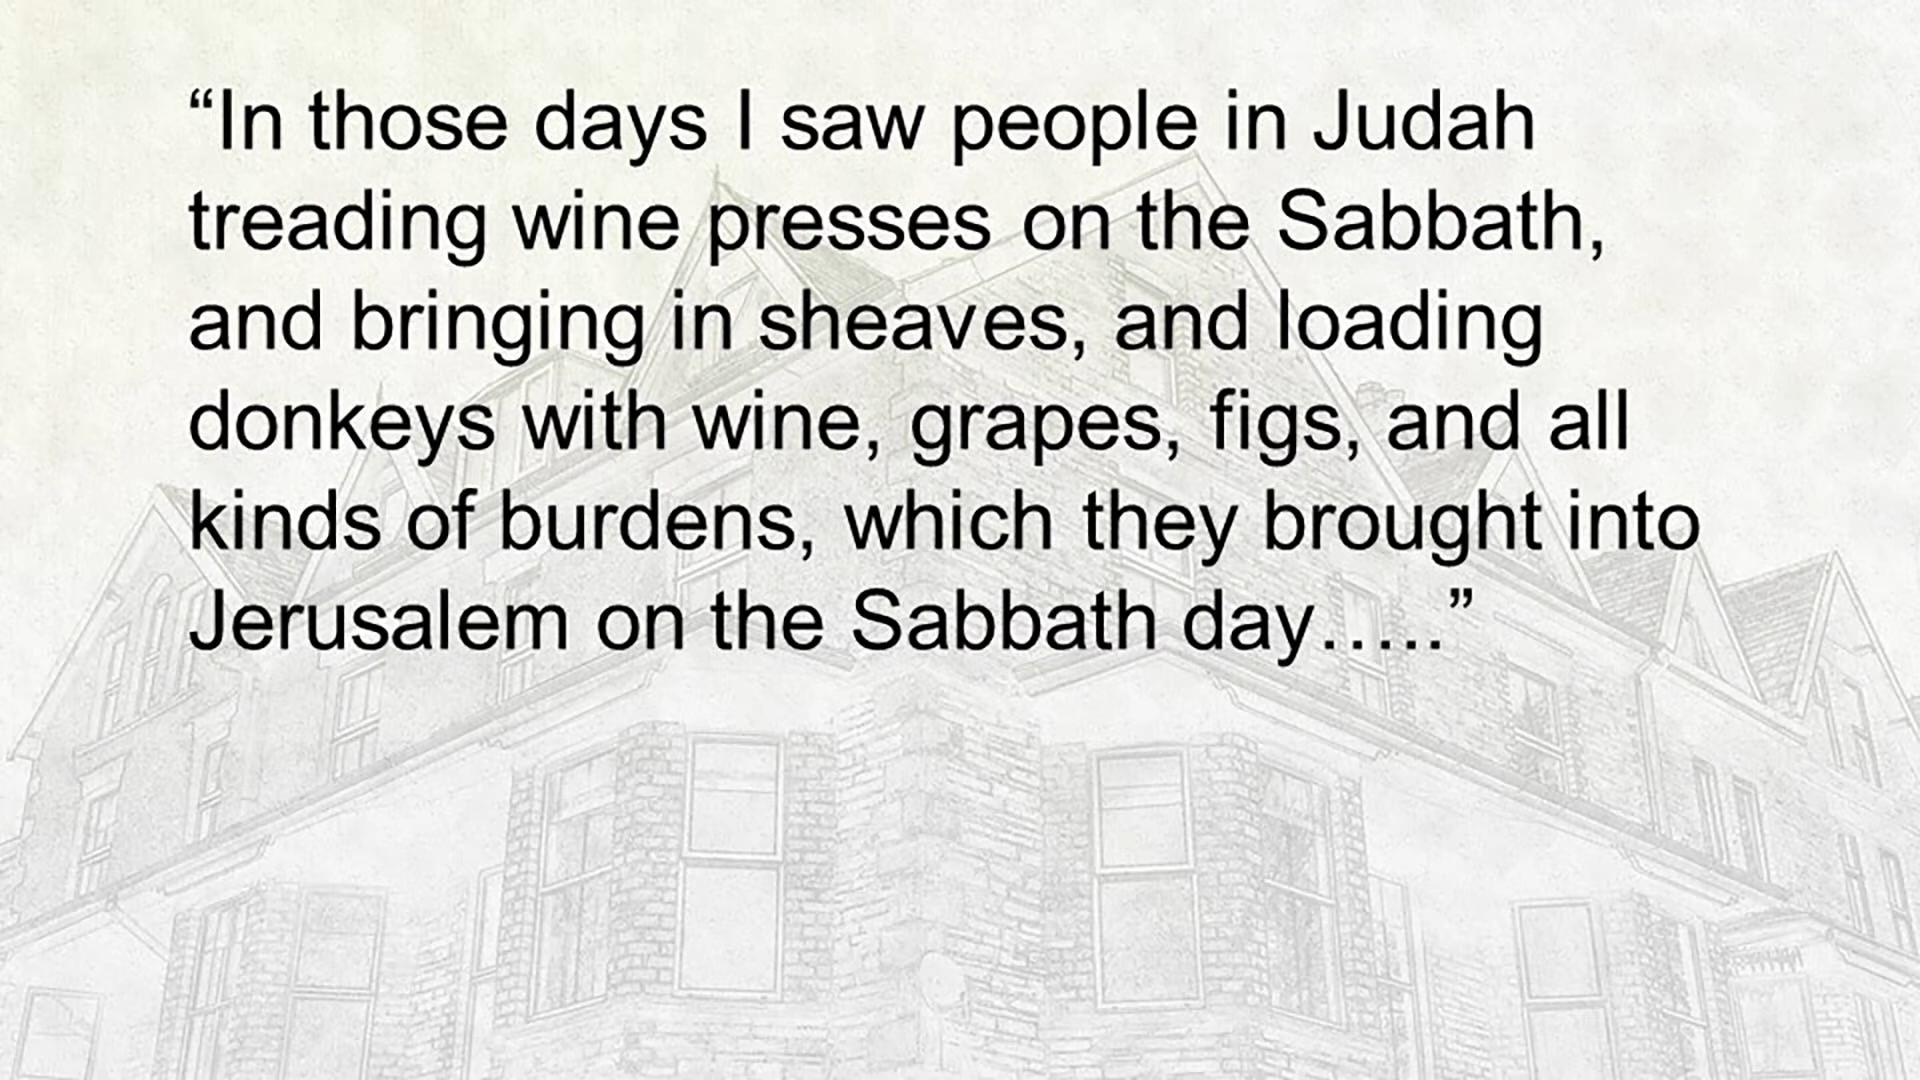 “In those days I saw people in Judah
treading wine presses on the Sabbath,
and bringing in sheaves, and loading
donkeys with wine, grapes, figs, and all
kinds of burdens, which they brought into
Jerusalem on the Sabbath day…..”